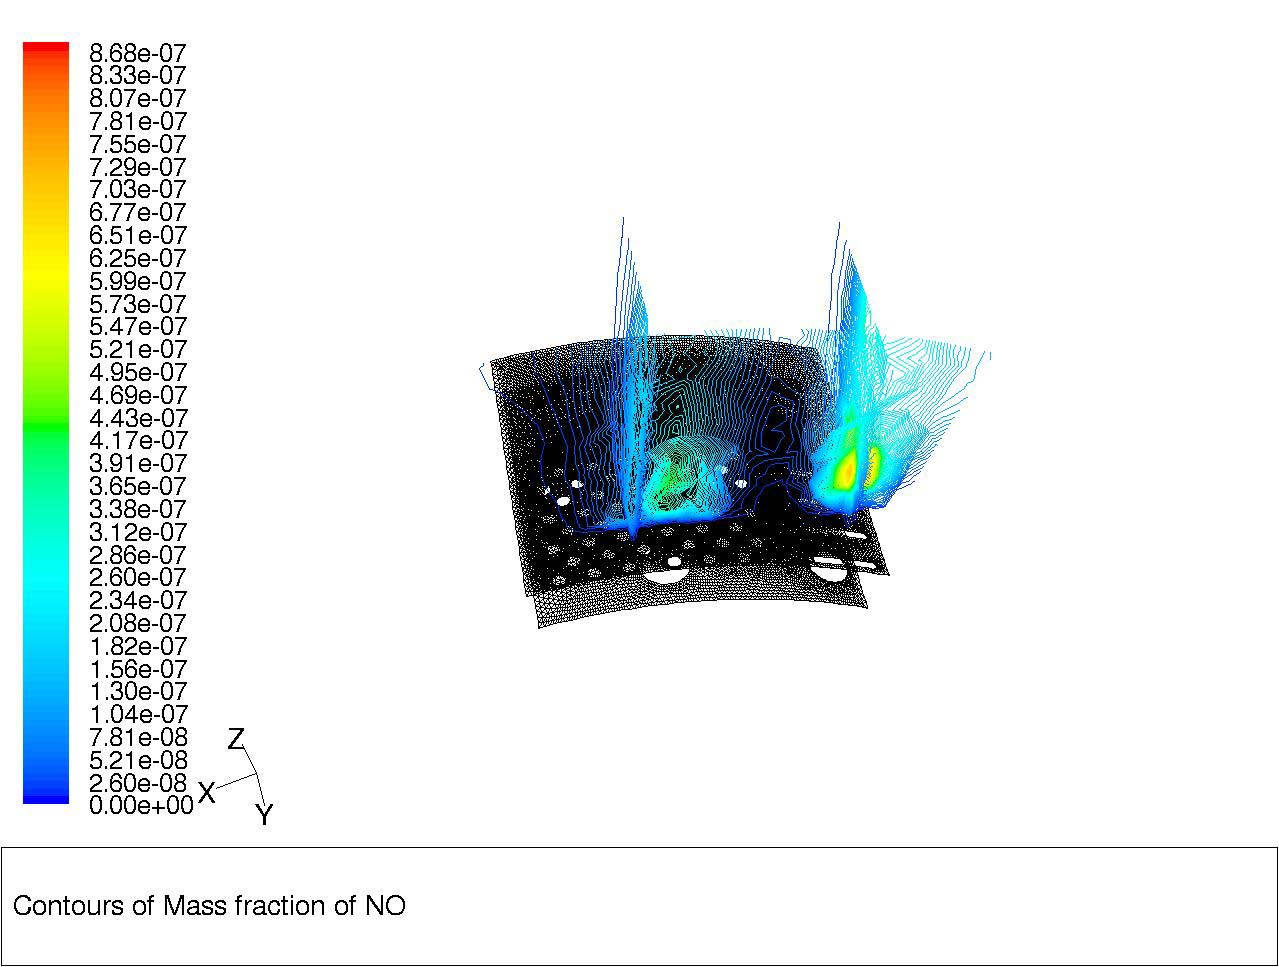 8.68e-07
8.33e-07
8.07e-07
7.81e-07
7.55e-07
7.29e-07
7.03e-07
6.77e-07
6.51e-07
6.25e-07
5.99e-07
5.73e-07
5.47e-07
5.21e-07
4.95e-07
4.69e-07
4.43e-07
4.17e-07
3.91e-07
3.65e-07
3.38e-07
3.12e-07
2.86e-07
2.60e-07
2.34e-07
2.08e-07
1.82e-07
1.56e-07
1.30e-07
1.04e-07
7.81e-08
5.21e-08
2.60e-08
0.00e+00
Z
X
Y
Contours of Mass fraction of NO